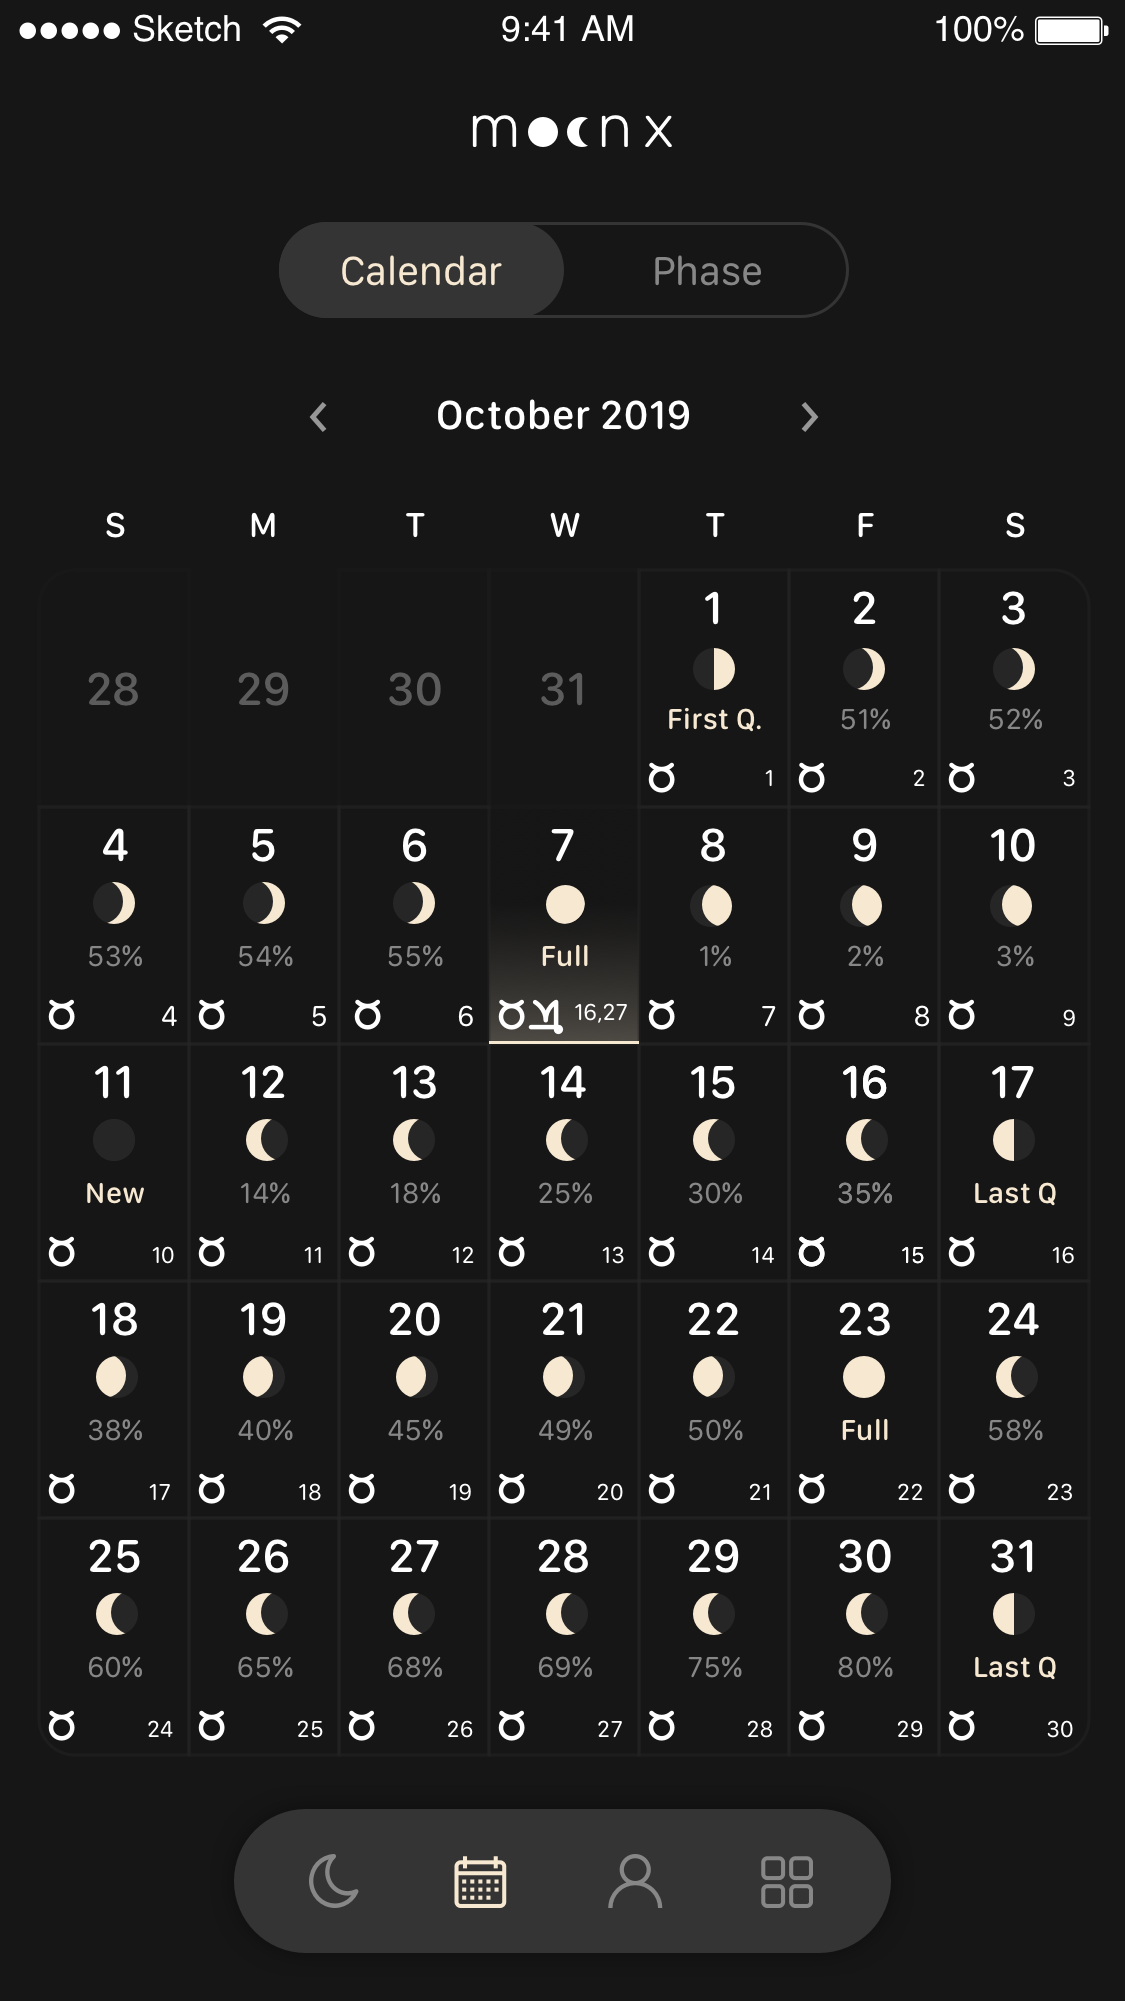 Sketch 9:41 AM 100%
moon x
Calendar Phase
October 2019
S M T W T F S
28 29 30 31 1 2 3
First Q. 51% 52%
1 2 3
4 5 6 7 8 9 10
53% 54% 55% Full 1% 2% 3%
4 5 6 16,27 7 8 9
11 12 13 14 15 16 17
New 14% 18% 25% 30% 35% Last Q
10 11 12 13 14 15 16
18 19 20 21 22 23 24
38% 40% 45% 49% 50% Full 58%
17 18 19 20 21 22 23
25 26 27 28 29 30 31
60% 65% 68% 69% 75% 80% Last Q
24 25 26 27 28 29 30